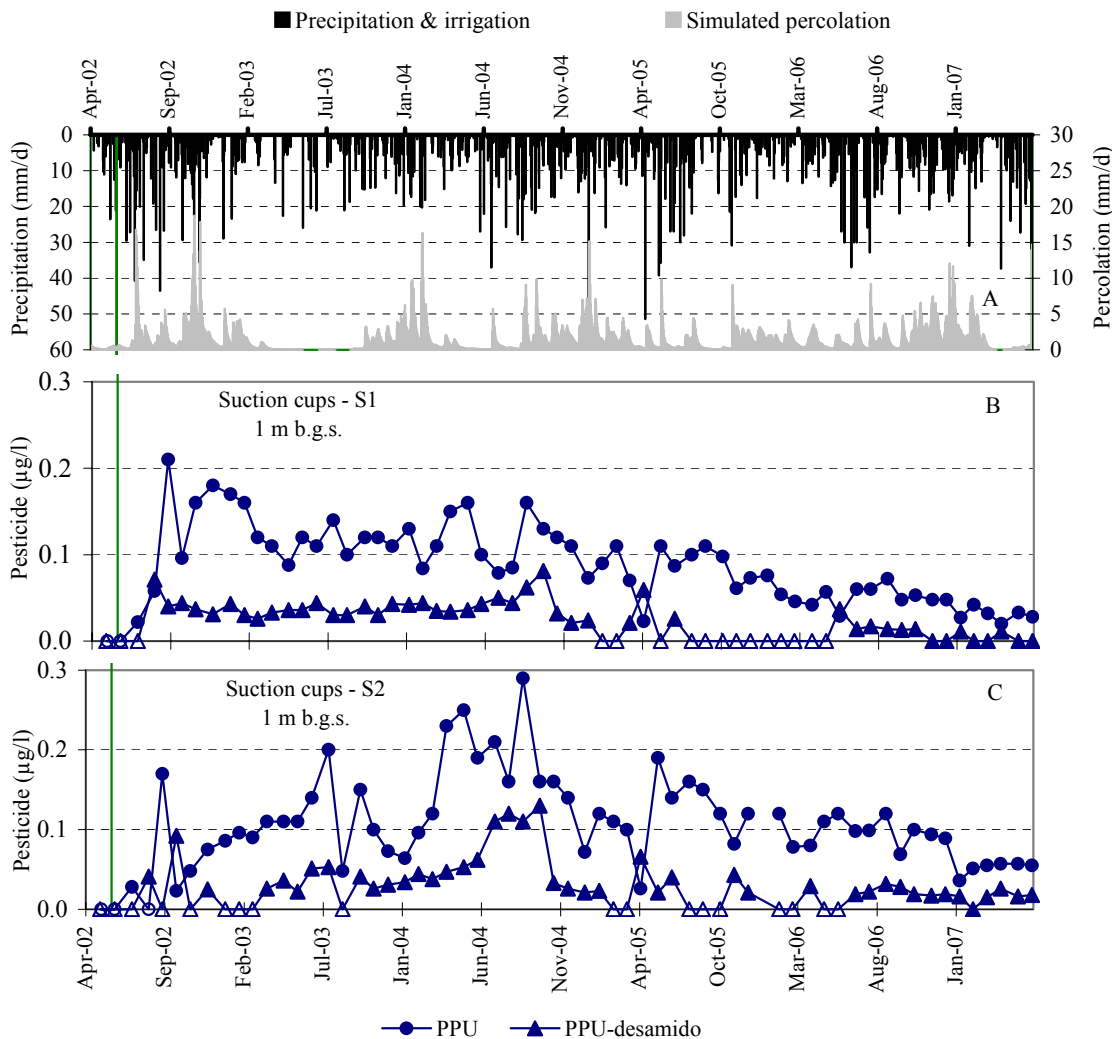 Precipitation & irrigation Simulated percolation
Apr-02 Sep-02 Feb-03 Jul-03 Jan-04 Jun-04 Nov-04 Apr-05 Oct-05 Mar-06 Aug-06 Jan-07
Precipitation (mm/d)
0
10
20
30
40
50
60
30
25
20
15
10
5
0
Percolation (mm/d)
A
Pesticide (µg/l)
0.3
0.2
0.1
0.0
Suction cups - S1
1 m b.g.s.
B
Pesticide (µg/l)
0.3
0.2
0.1
0.0
Suction cups - S2
1 m b.g.s.
C
Apr-02 Sep-02 Feb-03 Jul-03 Jan-04 Jun-04 Nov-04 Apr-05 Oct-05 Mar-06 Aug-06 Jan-07
PPU PPU-desamido